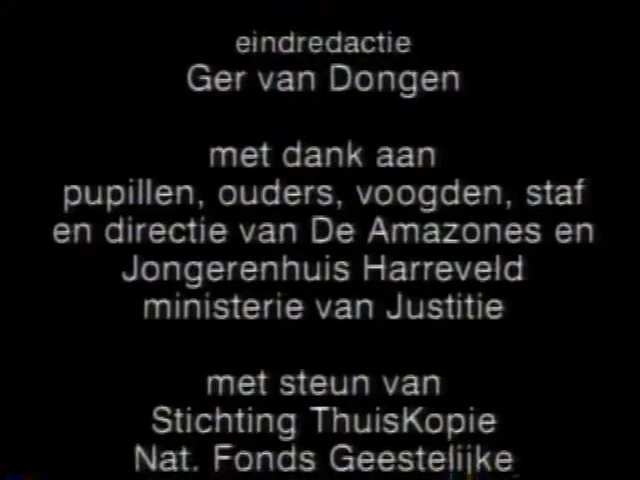 eindredactie
Ger van Dongen
met dank aan
pupillen, ouders, voogden, staf
en directie van De Amazones en
Jongerenhuis Harreveld
ministerie van Justitie
met steun van
Stichting ThuisKopie
Nat. Fonds Geestelijke